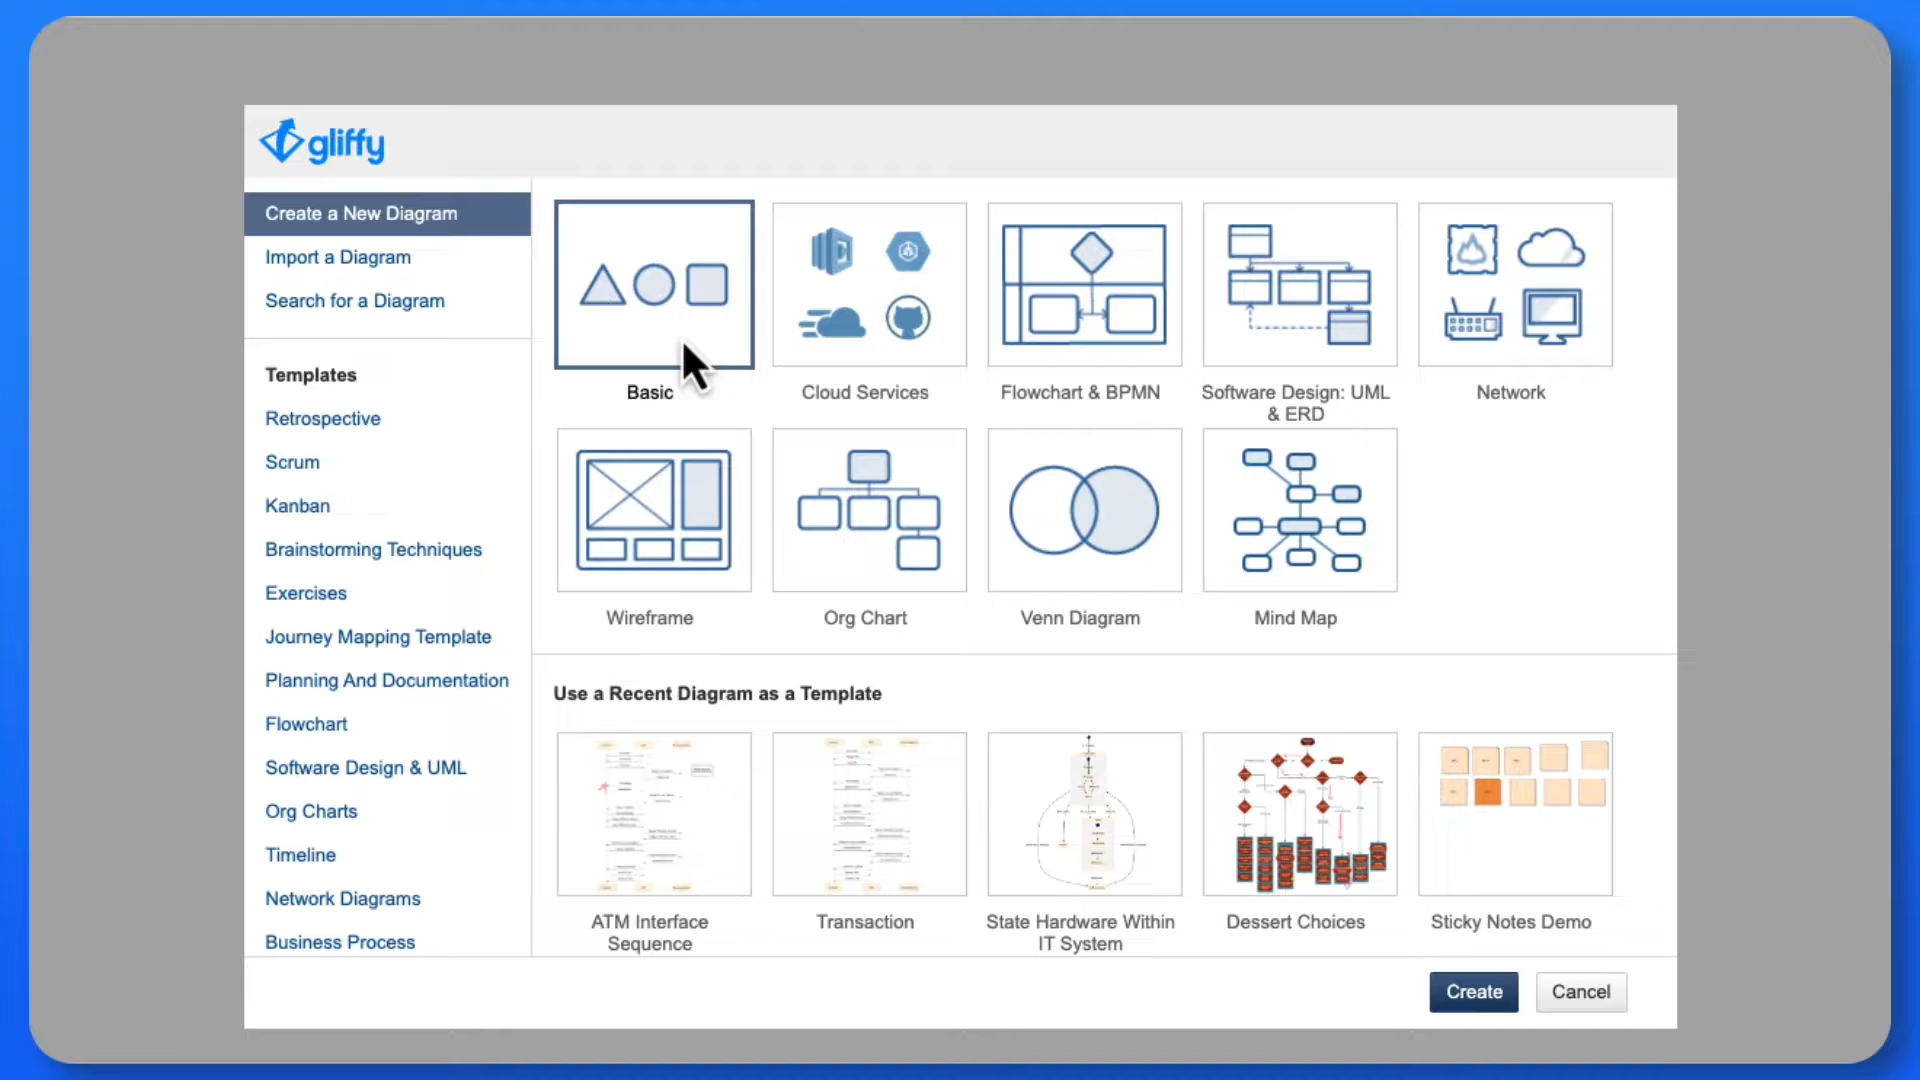 gliffy
Create a New Diagram
Import a Diagram
Search for a Diagram
Templates
Retrospective
Scrum
Kanban
Brainstorming Techniques
Exercises
Journey Mapping Template
Planning And Documentation
Flowchart
Software Design & UML
Org Charts
Timeline
Network Diagrams
Business Process
Basic
Cloud Services
Flowchart & BPMN
Software Design: UML
& ERD
Network
Wireframe
Org Chart
Venn Diagram
Mind Map
Use a Recent Diagram as a Template
ATM Interface
Sequence
Transaction
State Hardware Within
IT System
Dessert Choices
Sticky Notes Demo
Create
Cancel